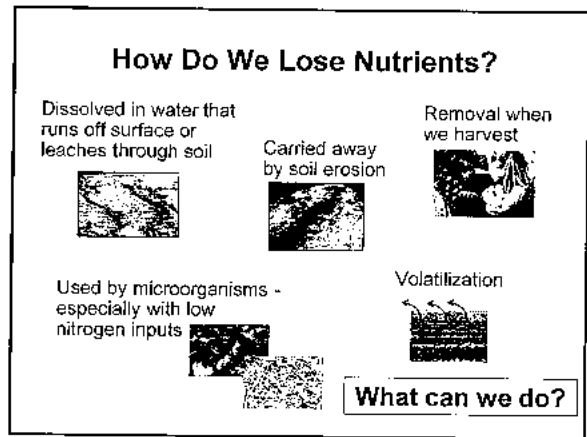 How Do We Lose Nutrients?
Dissolved in water that
runs off surface or
leaches through soil
Carried away
by soil erosion
Removal when
we harvest
Used by microorganisms -
especially with low
nitrogen inputs
Volatilization
What can we do?